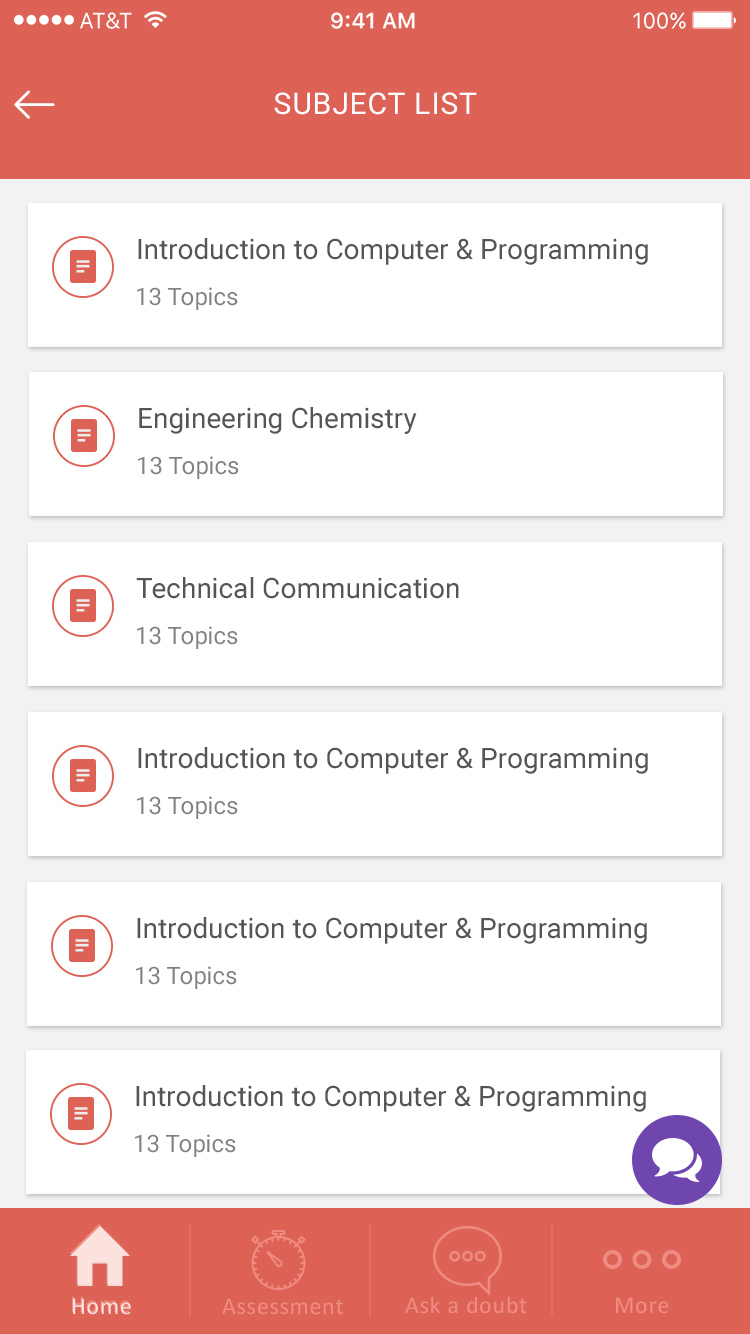 AT&T 9:41 AM 100%
SUBJECT LIST
Introduction to Computer & Programming
13 Topics
Engineering Chemistry
13 Topics
Technical Communication
13 Topics
Introduction to Computer & Programming
13 Topics
Introduction to Computer & Programming
13 Topics
Introduction to Computer & Programming
13 Topics
Home Assessment Ask a doubt More